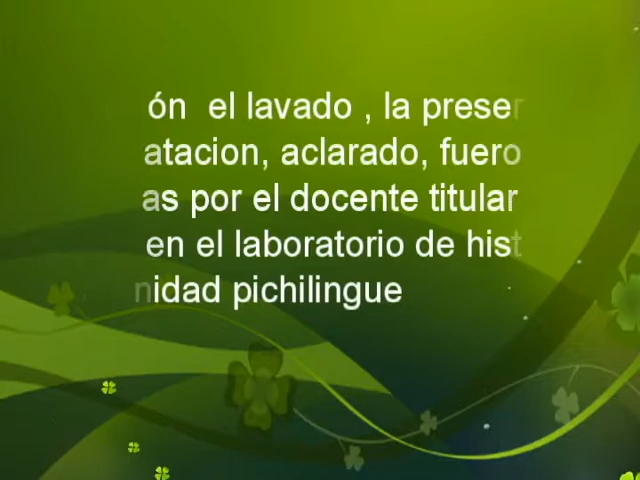 ón el lavado , la preser
atacion, aclarado, fuero
as por el docente titular
en el laboratorio de hist
nidad pichilingue